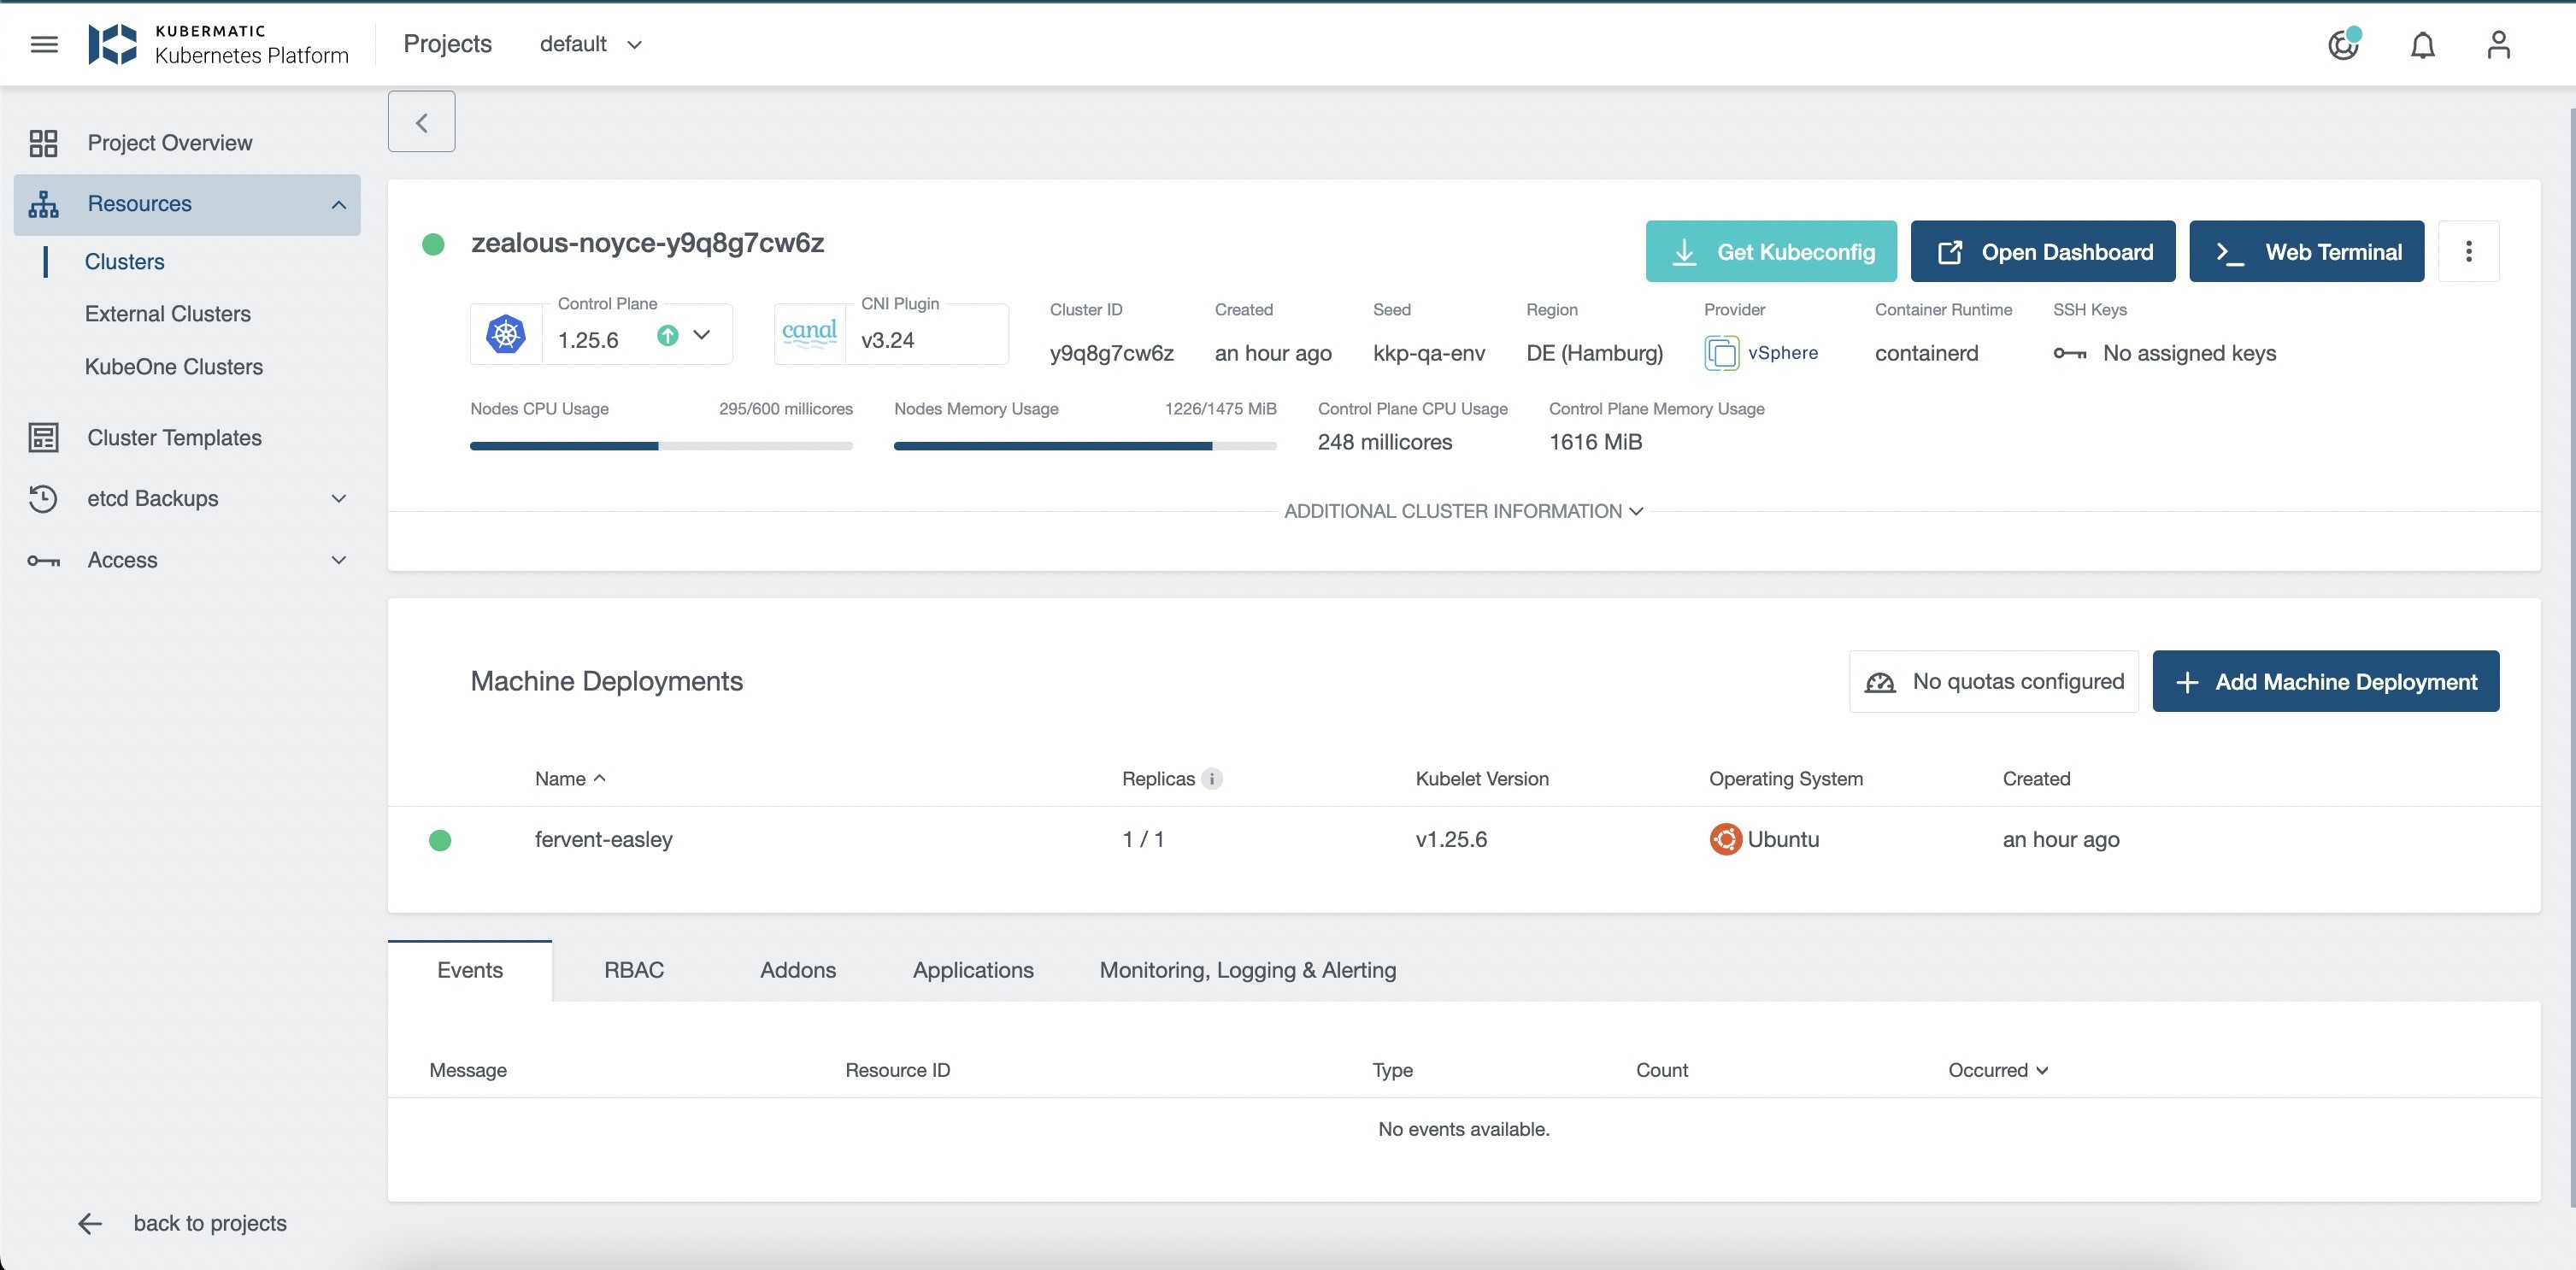 KUBERMATIC
Kubernetes Platform
Projects
default
Project Overview
Resources
Clusters
External Clusters
KubeOne Clusters
Cluster Templates
etcd Backups
Access
back to projects
zealous-noyce-y9q8g7cw6z
Get Kubeconfig
Open Dashboard
Web Terminal
Control Plane
1.25.6
canal
CNI Plugin
v3.24
Cluster ID
y9q8g7cw6z
Created
an hour ago
Seed
kkp-qa-env
Region
DE (Hamburg)
Provider
vSphere
Container Runtime
containerd
SSH Keys
No assigned keys
Nodes CPU Usage 295/600 millicores
Nodes Memory Usage 1226/1475 MiB
Control Plane CPU Usage
248 millicores
Control Plane Memory Usage
1616 MiB
ADDITIONAL CLUSTER INFORMATION
Machine Deployments
No quotas configured
Add Machine Deployment
Name Replicas i Kubelet Version Operating System Created
fervent-easley 1 / 1 v1.25.6 Ubuntu an hour ago
Events RBAC Addons Applications Monitoring, Logging & Alerting
Message Resource ID Type Count Occurred
No events available.